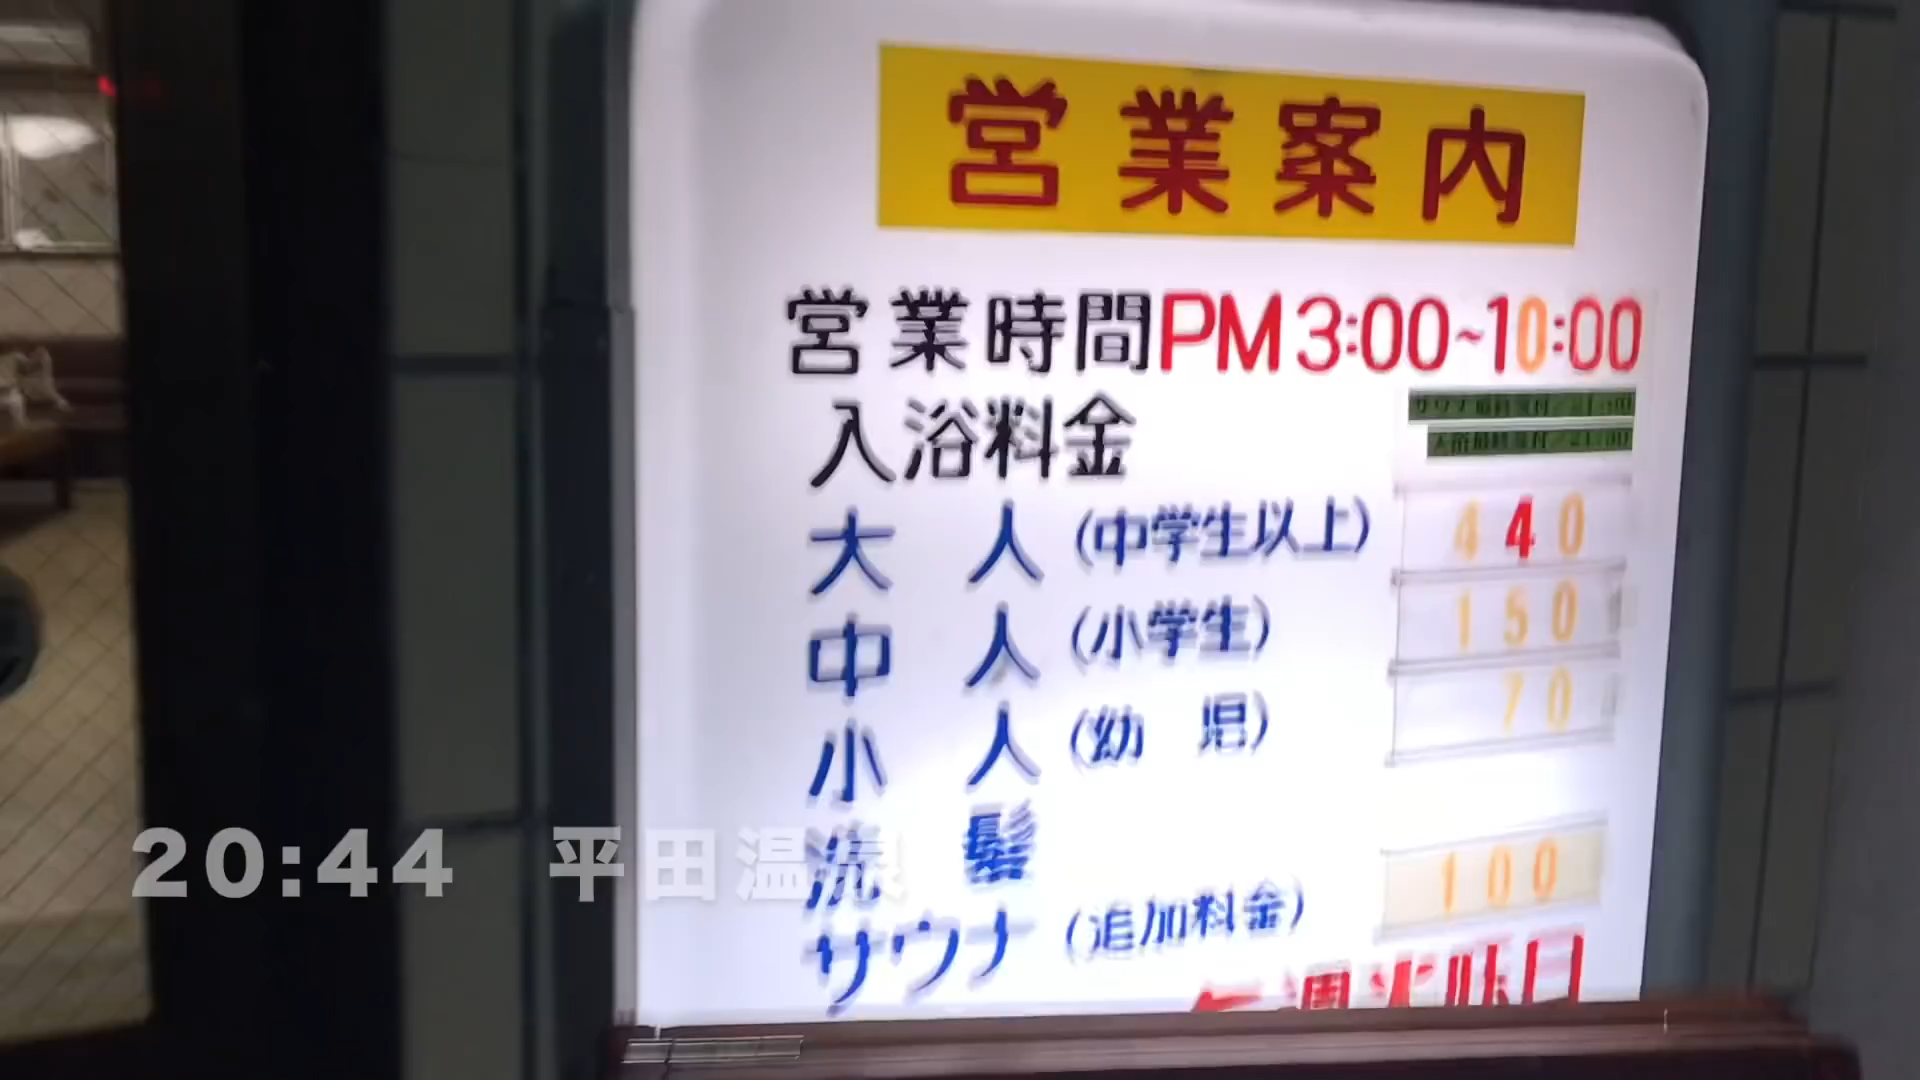 営業案内
営業時間PM3:00~10:00
入浴料金
大人(中学生以上) 440
中人(小学生) 150
小人(幼児) 70
洗髪
サウナ(追加料金) 100
20:44 平田温泉